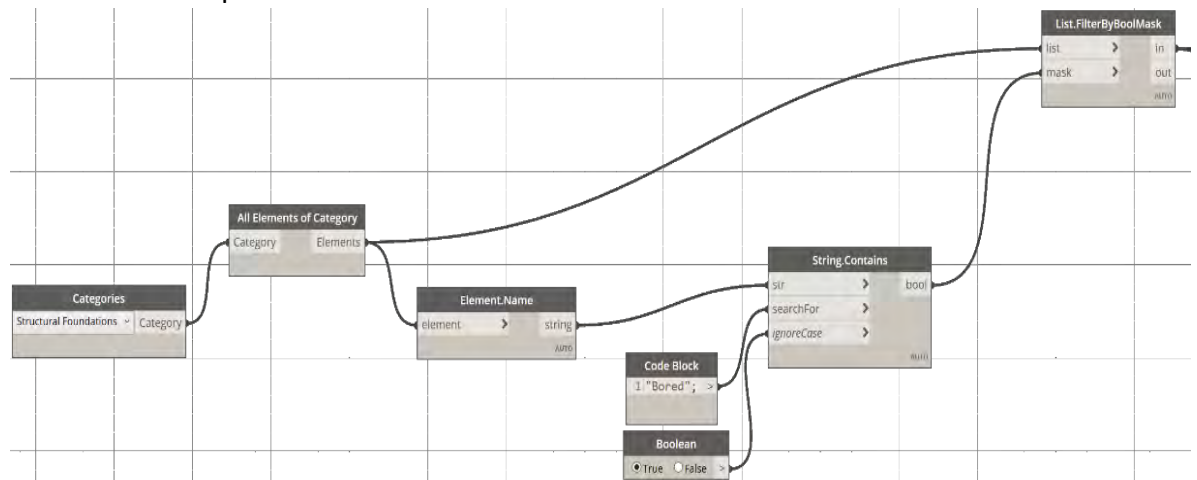 List.FilterByBoolMask
list > in
mask > out
AUTO
All Elements of Category
Category Elements
String.Contains
str > bool
searchFor >
ignoreCase >
AUTO
Categories
Structural Foundations Category
Element.Name
element > string
AUTO
Code Block
1 "Bored"; >
Boolean
True False >